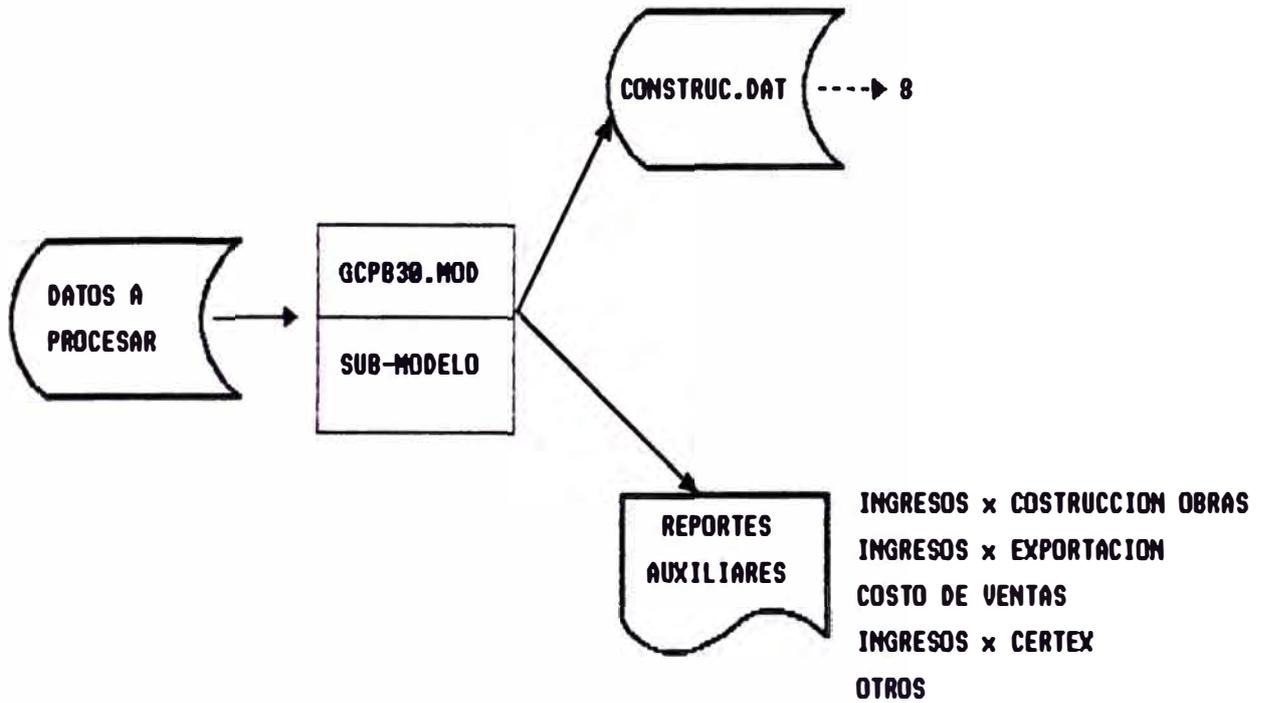 CONSTRUC.DAT
8
DATOS A
PROCESAR
GCPB30.MOD
SUB-MODELO
REPORTES
AUXILIARES
INGRESOS x COSTRUCCION OBRAS
INGRESOS x EXPORTACION
COSTO DE VENTAS
INGRESOS x CERTEX
OTROS